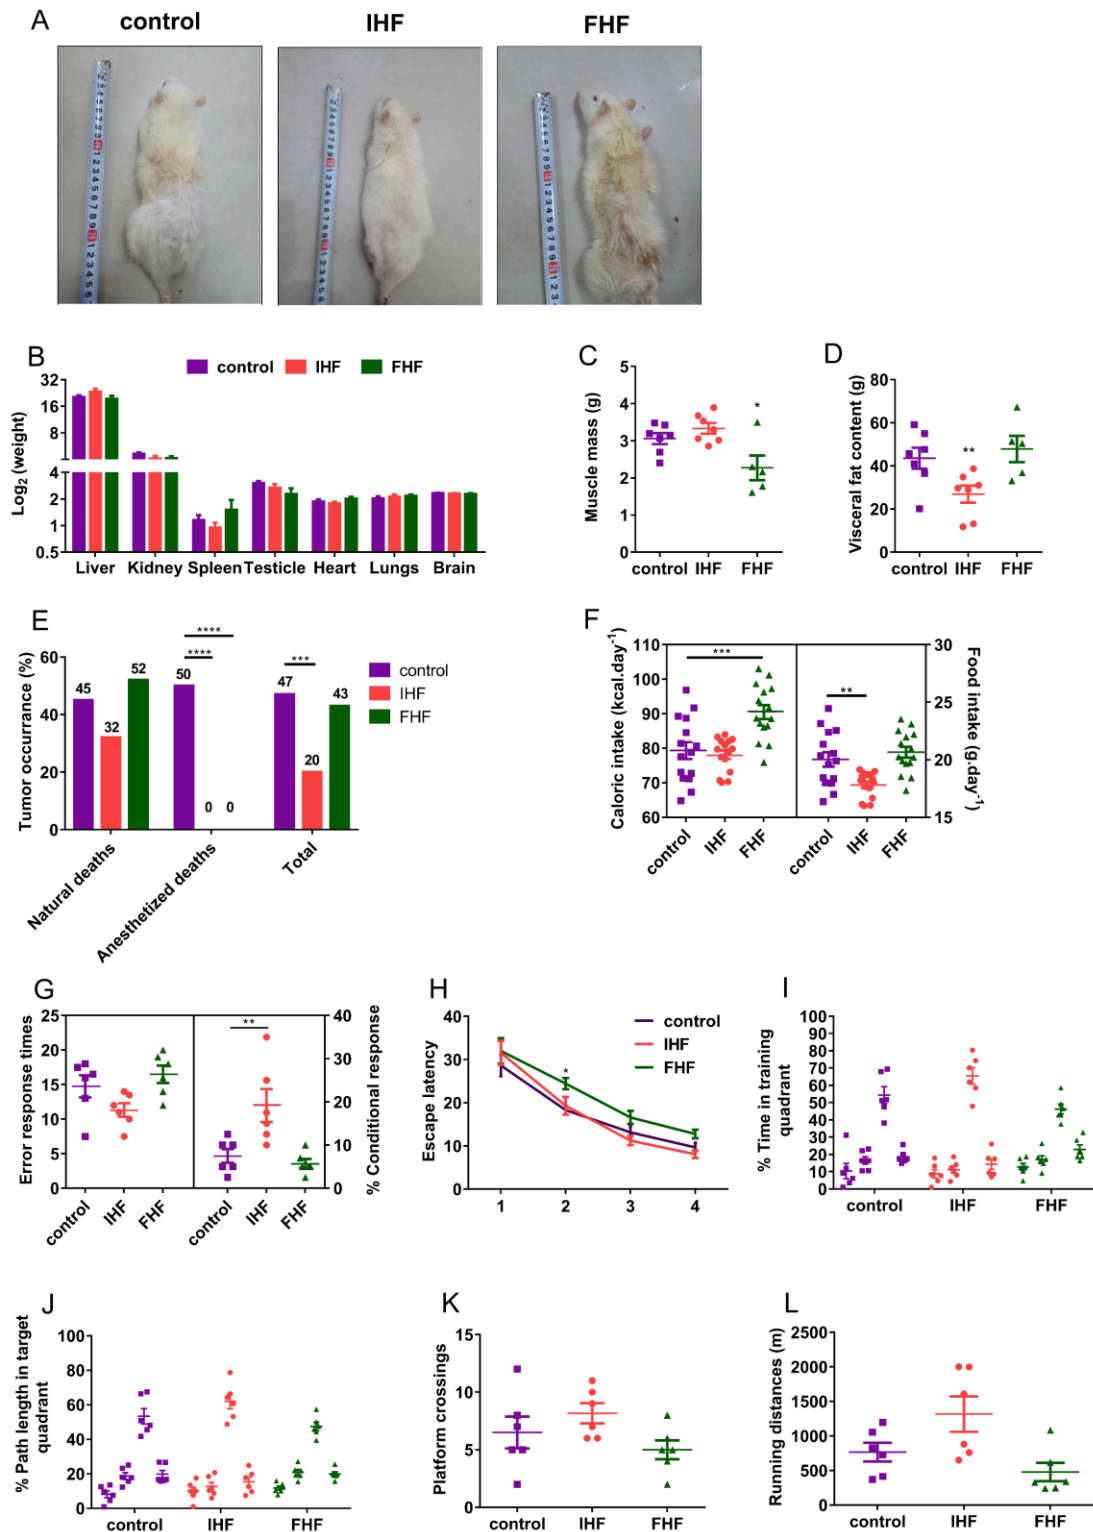 A
control
IHF
FHF
B
control
IHF
FHF
Log2 (weight)
32
16
8
4
2
1
0.5
Liver Kidney Spleen Testicle Heart Lungs Brain
C
Muscle mass (g)
5
4
3
2
1
0
*
control IHF FHF
D
Visceral fat content (g)
80
60
40
20
0
**
control IHF FHF
E
Tumor occurrance (%)
60
40
20
0
45
32
52
50
0
0
47
20
43
****
****
***
control
IHF
FHF
Natural deaths
Anesthetized deaths
Total
F
Caloric intake (kcal.day-1)
110
100
90
80
70
60
***
**
30
25
20
15
Food intake (g.day-1)
control
IHF
FHF
control
IHF
FHF
G
Error response times
25
20
15
10
5
0
**
40
30
20
10
0
% Conditional response
control
IHF
FHF
control
IHF
FHF
H
Escape latency
40
30
20
10
0
*
control
IHF
FHF
1 2 3 4
I
% Time in training
quadrant
100
90
80
70
60
50
40
30
20
10
0
control IHF FHF
J
% Path length in target
quadrant
100
80
60
40
20
0
control IHF FHF
K
Platform crossings
15
10
5
0
control IHF FHF
L
Running distances (m)
2500
2000
1500
1000
500
0
control IHF FHF